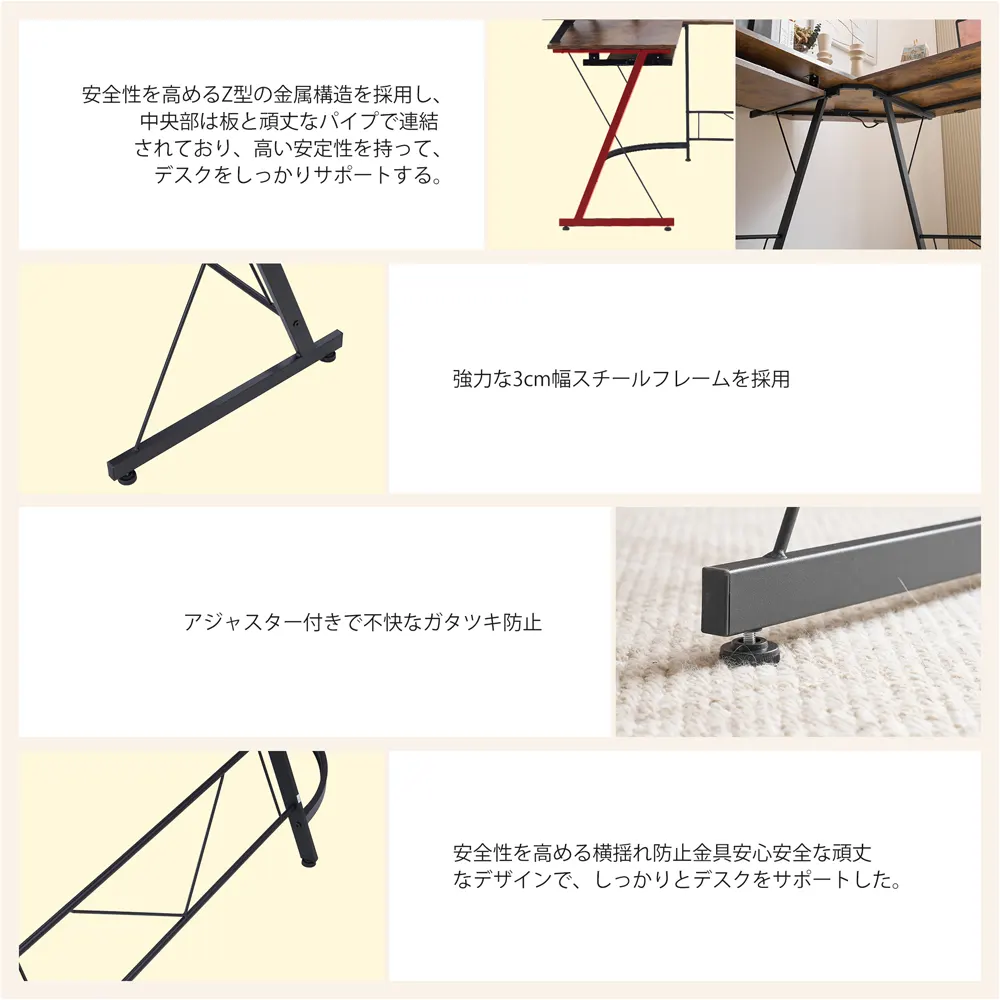 安全性を高めるZ型の金属構造を採用し、
中央部は板と頑丈なパイプで連結
されており、高い安定性を持って、
デスクをしっかりサポートする。
強力な3cm幅スチールフレームを採用
アジャスター付きで不快なガタツキ防止
安全性を高める横揺れ防止金具安心安全な頑丈
なデザインで、しっかりとデスクをサポートした。